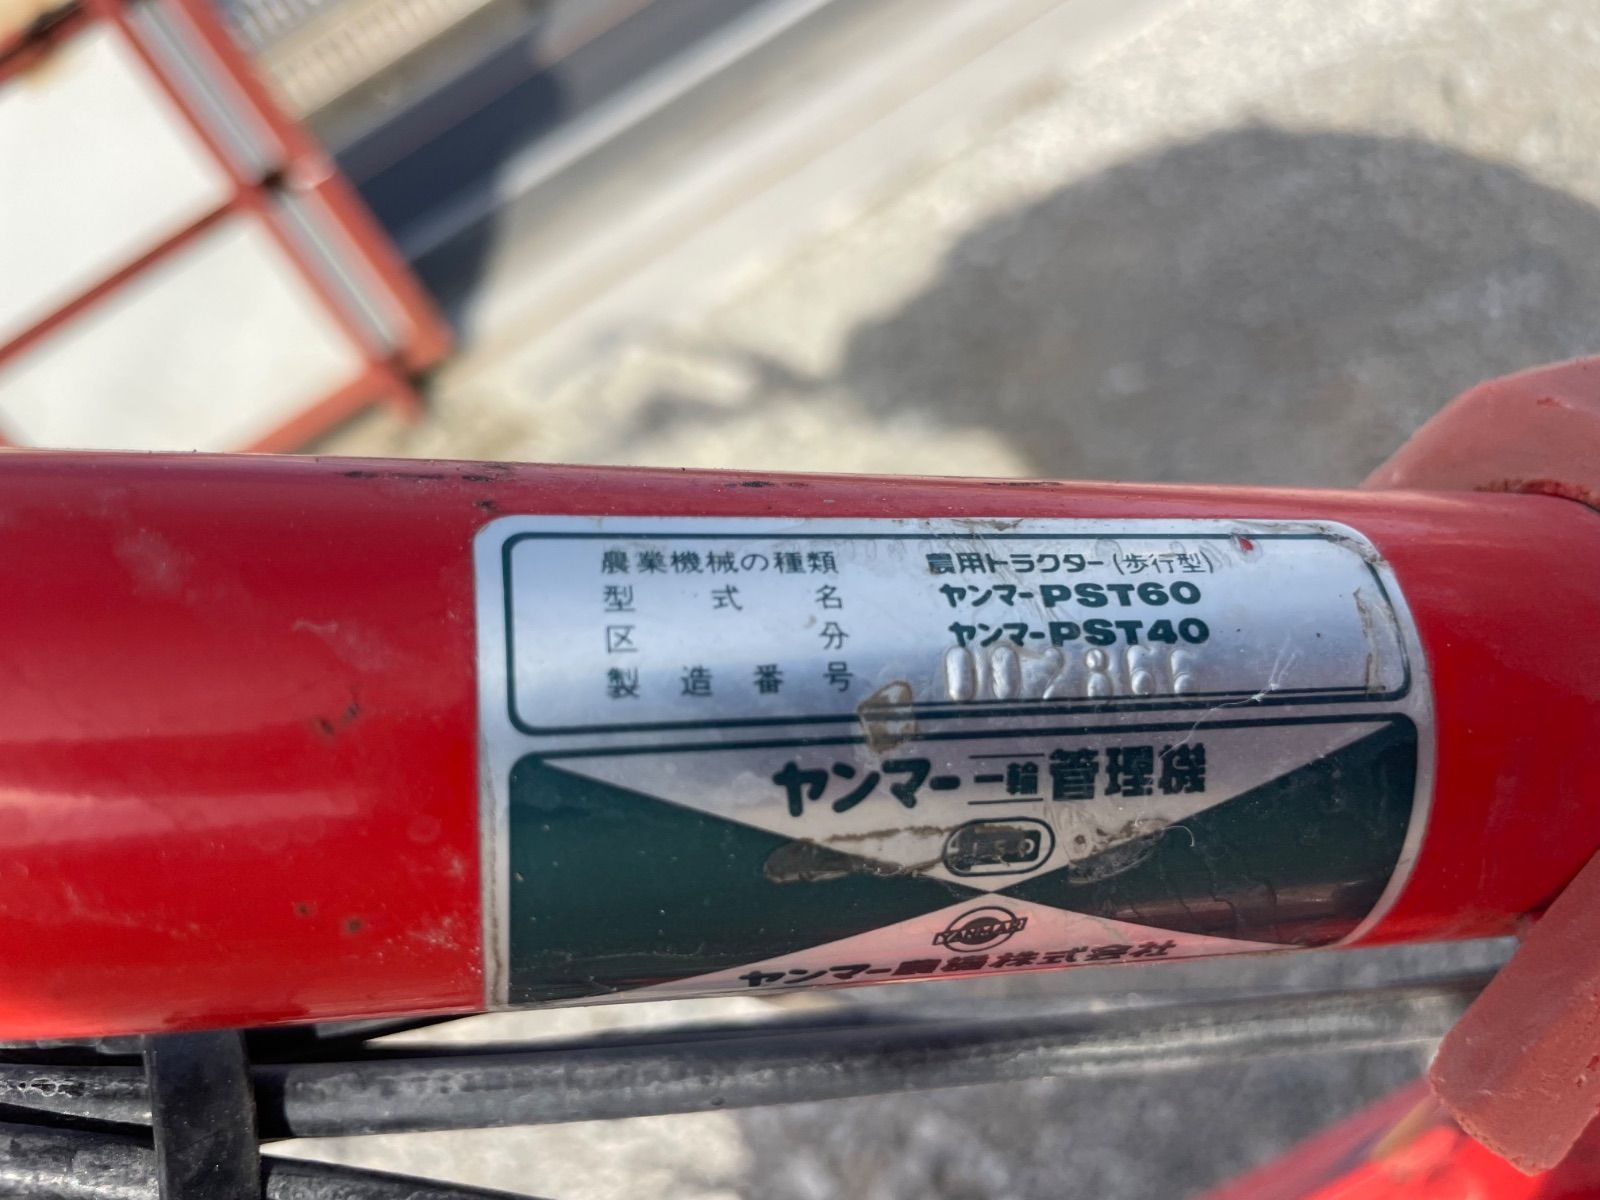 農業機械の種類 農用トラクター(歩行型)
型式名 ヤンマーPST60
区分 ヤンマーPST40
製造番号
ヤンマー一輪管理機
YANMAR
ヤンマー農機株式会社